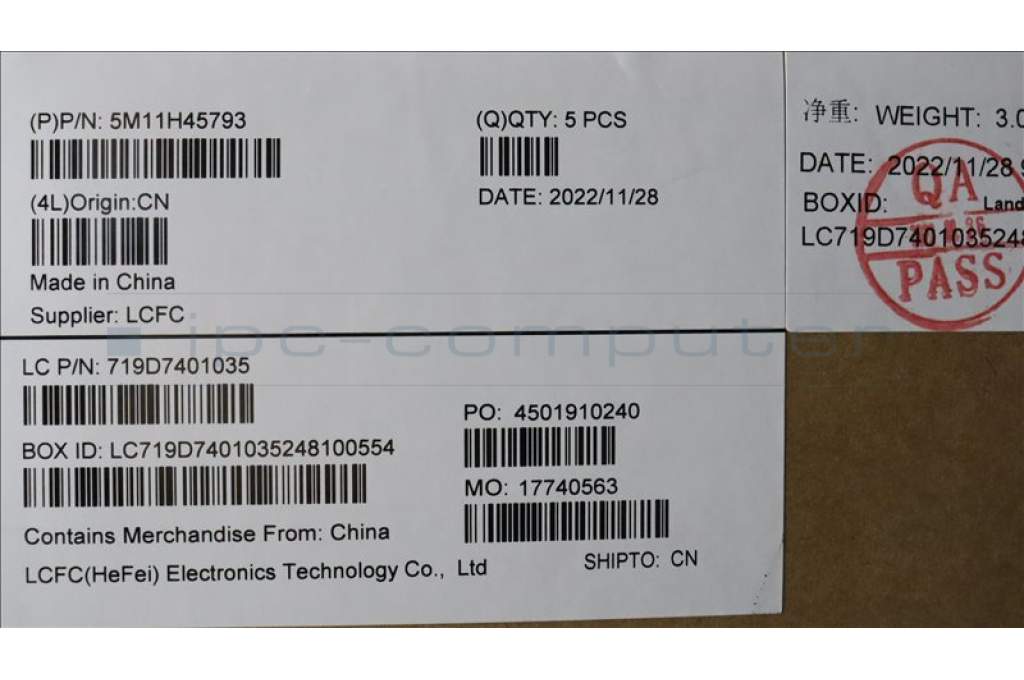 (P)P/N: 5M11H45793
(Q)QTY: 5 PCS
(4L)Origin:CN
DATE: 2022/11/28
Made in China
Supplier: LCFC
净重: WEIGHT: 3.0
DATE: 2022/11/28
BOXID: Land
LC719D740103524
QA
PASS
ipc-computer
LC P/N: 719D7401035
PO: 4501910240
BOX ID: LC719D7401035248100554
MO: 17740563
Contains Merchandise From: China
SHIPTO: CN
LCFC(HeFei) Electronics Technology Co., Ltd